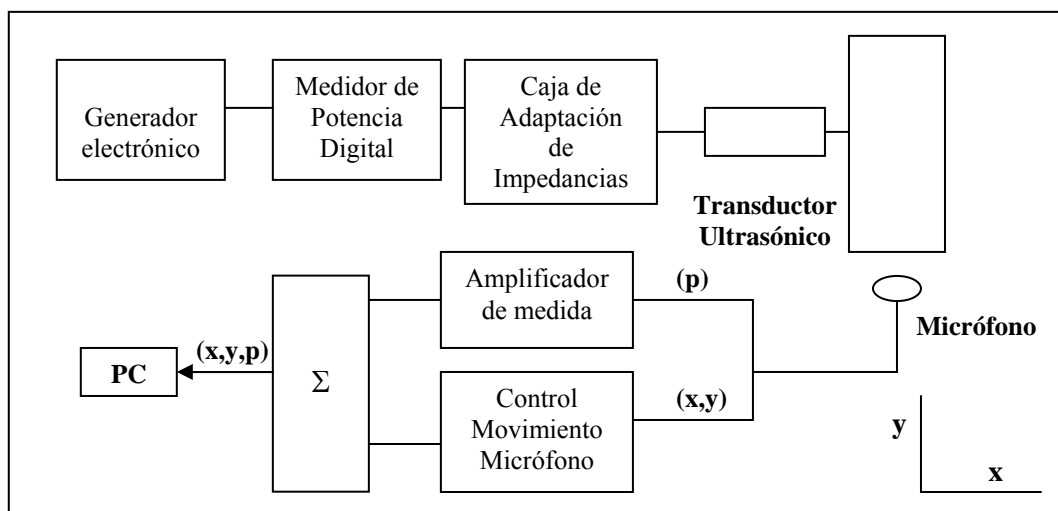 Generador
electrónico
Medidor de
Potencia
Digital
Caja de
Adaptación
de
Impedancias
Transductor
Ultrasónico
Amplificador
de medida
(p)
Micrófono
PC
(x,y,p)
Σ
Control
Movimiento
Micrófono
(x,y)
y
x